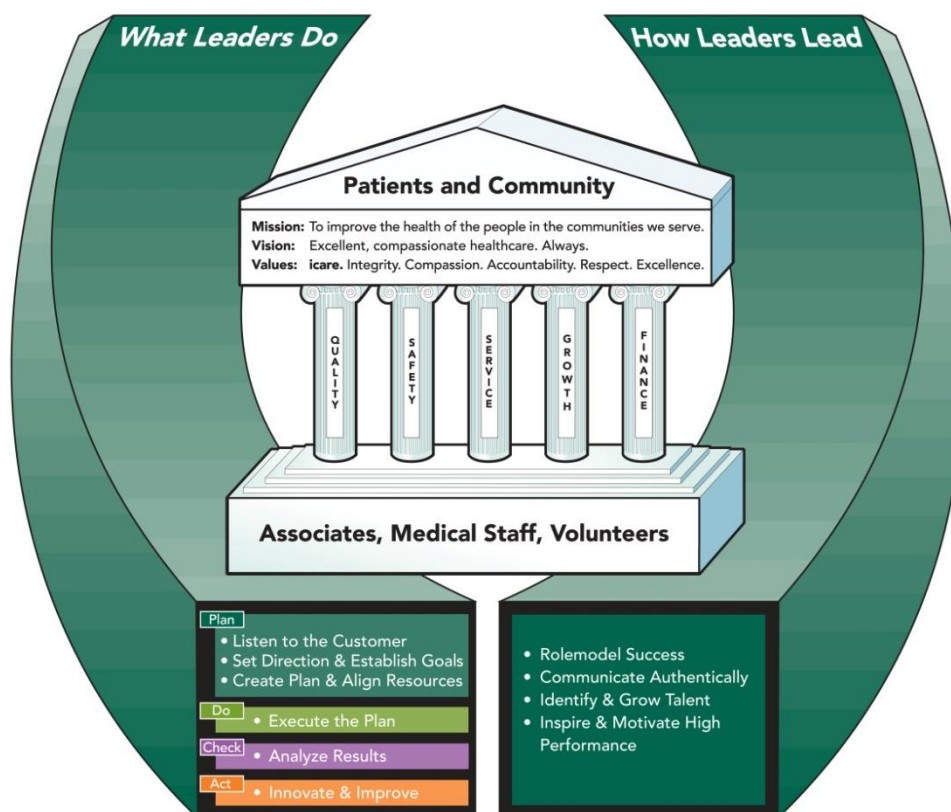 What Leaders Do
How Leaders Lead
Patients and Community
Mission: To improve the health of the people in the communities we serve.
Vision: Excellent, compassionate healthcare. Always.
Values: icare. Integrity. Compassion. Accountability. Respect. Excellence.
QUALITY
SAFETY
SERVICE
GROWTH
FINANCE
Associates, Medical Staff, Volunteers
Plan
• Listen to the Customer
• Set Direction & Establish Goals
• Create Plan & Align Resources
Do
• Execute the Plan
Check
• Analyze Results
Act
• Innovate & Improve
• Rolemodel Success
• Communicate Authentically
• Identify & Grow Talent
• Inspire & Motivate High
Performance